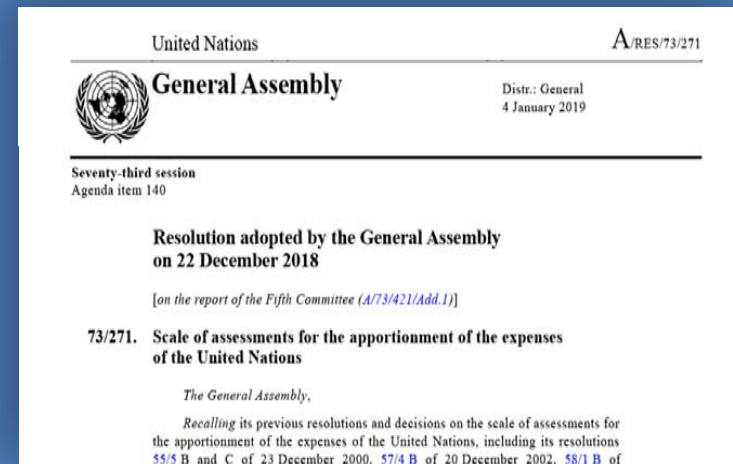 United Nations
A/RES/73/271
General Assembly
Distr.: General
4 January 2019
Seventy-third session
Agenda item 140
Resolution adopted by the General Assembly
on 22 December 2018
[on the report of the Fifth Committee (A/73/421/Add.1)]
73/271. Scale of assessments for the apportionment of the expenses
of the United Nations
The General Assembly,
Recalling its previous resolutions and decisions on the scale of assessments for
the apportionment of the expenses of the United Nations, including its resolutions
55/5 B and C of 23 December 2000, 57/4 B of 20 December 2002, 58/1 B of